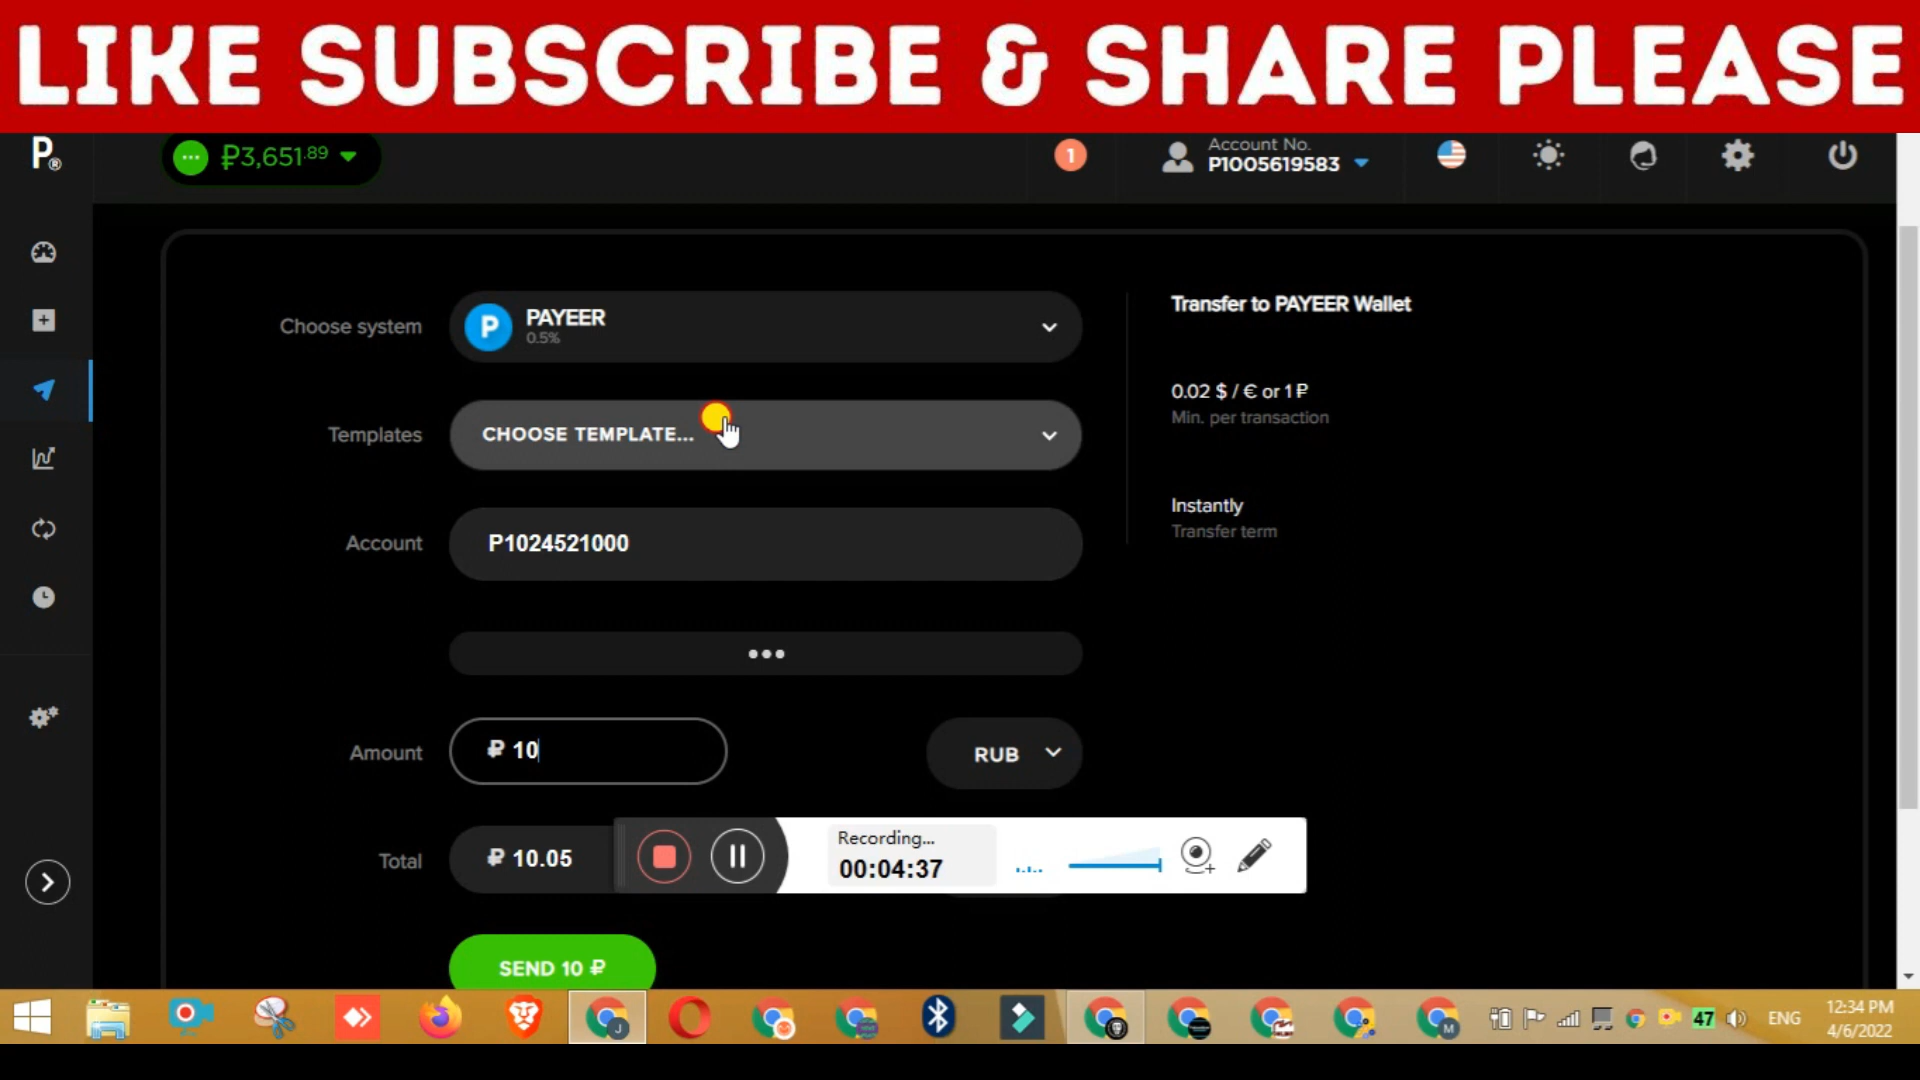 LIKE SUBSCRIBE & SHARE PLEASE
P®
₽3,651.89
1
Account No.
P1005619583
Choose system
P
PAYEER
0.5%
Templates
CHOOSE TEMPLATE...
Account
P1024521000
Amount
₽ 10
RUB
Total
₽ 10.05
SEND 10 ₽
Transfer to PAYEER Wallet
0.02 $ / € or 1 ₽
Min. per transaction
Instantly
Transfer term
Recording...
00:04:37
J
M
47
ENG
12:34 PM
4/6/2022